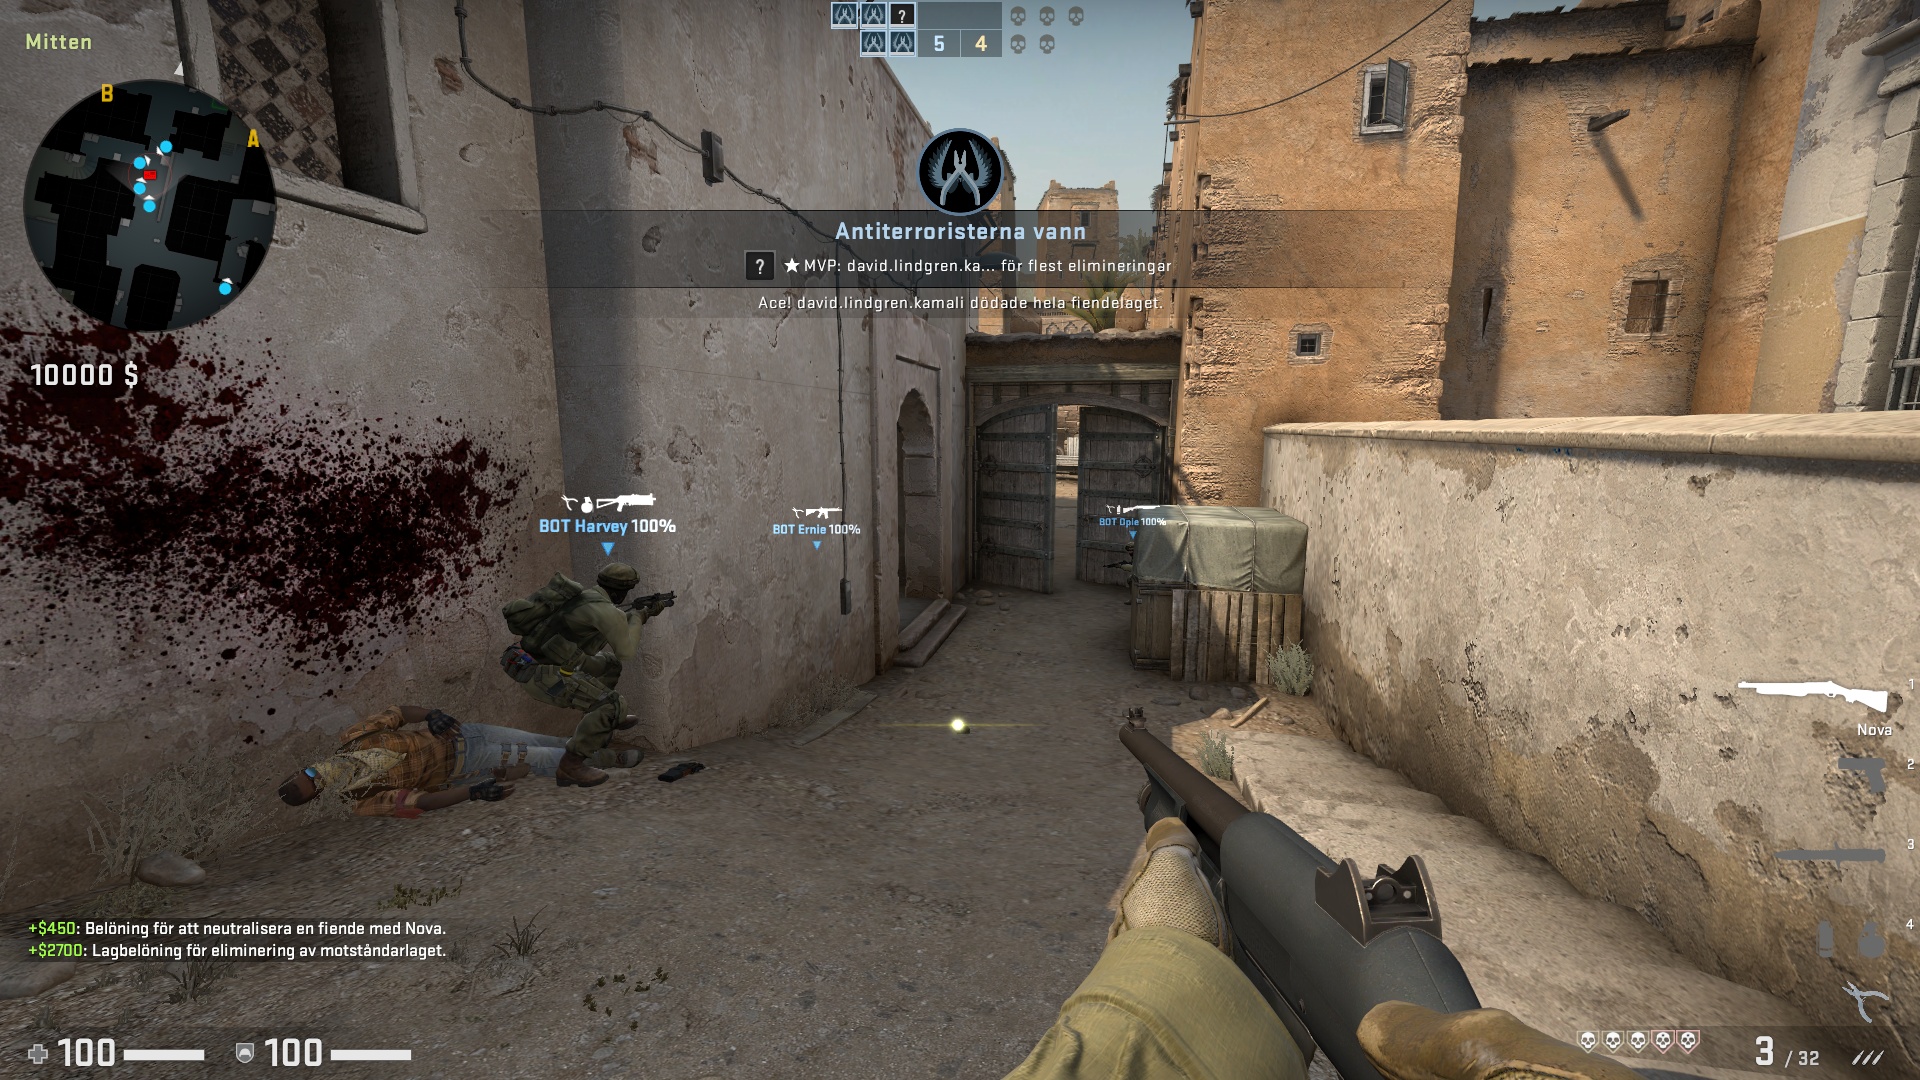 Mitten
?
5 4
B
A
Antiterroristerna vann
? ★ MVP: david.lindgren.ka... för flest elimineringar
Ace! david.lindgren.kamali dödade hela fiendelaget.
10000 $
BOT Harvey 100%
BOT Ernie 100%
BOT Opie 100%
1
Nova
2
3
4
+$450: Belöning för att neutralisera en fiende med Nova.
+$2700: Lagbelöning för eliminering av motståndarlaget.
100 100
3 / 32